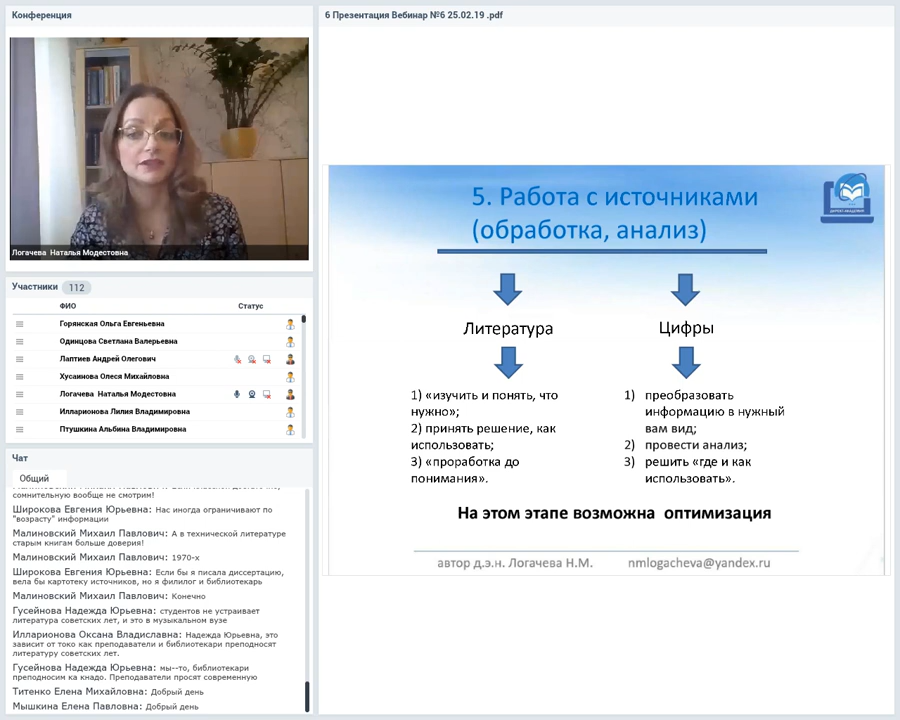 Конференция
Логачева Наталья Модестовна
Участники 112
ФИО Статус
Горянская Ольга Евгеньевна
Одинцова Светлана Валерьевна
Лаптиев Андрей Олегович
Хусаинова Олеся Михайловна
Логачева Наталья Модестовна
Илларионова Лилия Владимировна
Птушкина Альбина Владимировна
Чат
Общий
сомнительную вообще не смотрим!
Широкова Евгения Юрьевна: Нас иногда ограничивают по
"возрасту" информации
Малиновский Михаил Павлович: А в технической литературе
старым книгам больше доверия!
Малиновский Михаил Павлович: 1970-х
Широкова Евгения Юрьевна: Если бы я писала диссертацию,
вела бы картотеку источников, но я филилог и библиотекарь
Малиновский Михаил Павлович: Конечно
Гусейнова Надежда Юрьевна: студентов не устраивает
литература советских лет, и это в музыкальном вузе
Илларионова Оксана Владиславна: Надежда Юрьевна, это
зависит от токо как преподаватели и библиотекари преподносят
литературу советских лет.
Гусейнова Надежда Юрьевна: мы--то, библиотекари
преподносим ка кнадо. Преподаватели просят современную
Титенко Елена Михайловна: Добрый день
Мышкина Елена Павловна: Добрый день
6 Презентация Вебинар №6 25.02.19 .pdf
5. Работа с источниками
(обработка, анализ)
Литература
1) «изучить и понять, что
нужно»;
2) принять решение, как
использовать;
3) «проработка до
понимания».
Цифры
1) преобразовать
информацию в нужный
вам вид;
2) провести анализ;
3) решить «где и как
использовать».
На этом этапе возможна оптимизация
автор д.э.н. Логачева Н.М. nmlogacheva@yandex.ru